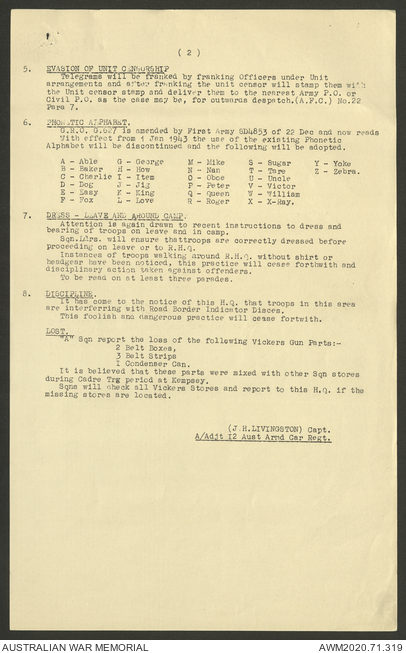 ( 2 )
5. EVASION OF UNIT CENSORSHIP
Telegrams will be franked by franking Officers under Unit
arrangements and after franking the unit censor will stamp them with
the Unit censor stamp and deliver them to the nearest Army P.O. or
Civil P.O. as the case may be, for outwards despatch.(A.F.C.) No.22
Para 7.
6. PHONETIC ALPHABET.
G.R.O. G.627 is amended by First Army SM4853 of 22 Dec and now reads
With effect from 1 Jan 1943 the use of the existing Phonetic
Alphabet will be discontinued and the following will be adopted.
A - Able G - George M - Mike S - Sugar Y - Yoke
B - Baker H - How N - Nan T - Tare Z - Zebra.
C - Charlie I - Item O - Oboe U - Uncle
D - Dog J - Jig P - Peter V - Victor
E - Easy K - King Q - Queen W - William
F - Fox L - Love R - Roger X - X-Ray.
7. DRESS - LEAVE AND AROUND CAMP.
Attention is again drawn to recent instructions to dress and
bearing of troops on leave and in camp.
Sqn.Ldrs. will ensure thattroops are correctly dressed before
proceeding on leave or to R.H.Q.
Instances of troops walking around R.H.Q. without shirt or
headgear have been noticed, this practice will cease forthwith and
disciplinary action taken against offenders.
To be read on at least three parades.
8. DISCIPLINE.
It has come to the notice of this H.Q. that troops in this area
are interfering with Road Border Indicator Discs.
This foolish and dangerous practice will cease fortwith.
LOST.
"A" Sqn report the loss of the following Vickers Gun Parts:-
2 Belt Boxes,
3 Belt Strips
1 Condenser Can.
It is believed that these parts were mixed with other Sqn stores
during Cadre Trg period at Kempsey.
Sqns will check all Vickers Stores and report to this H.Q. if the
missing stores are located.
(J.H.LIVINGSTON) Capt.
A/Adjt 12 Aust Armd Car Regt.
AUSTRALIAN WAR MEMORIAL
AWM2020.71.319